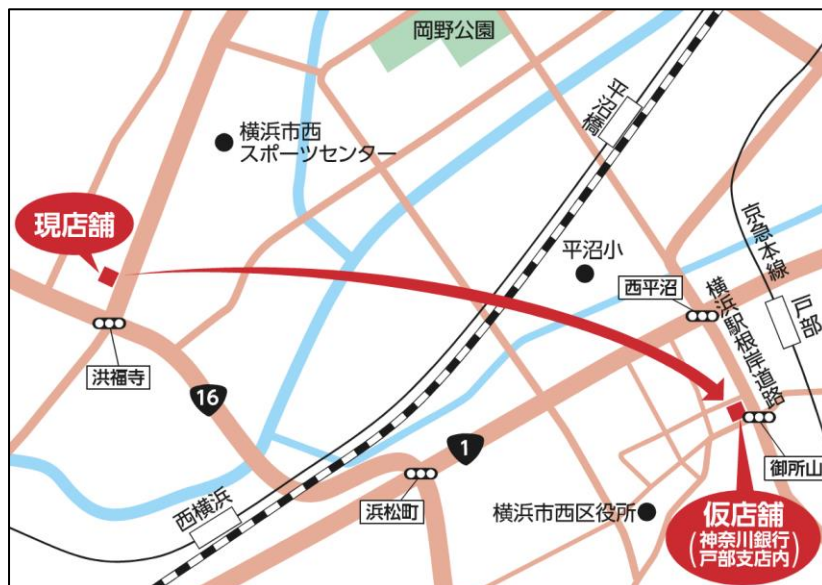 岡野公園
平沼橋
横浜市西
スポーツセンター
現店舗
京急本線
平沼小
西平沼
横浜駅根岸道路
戸部
洪福寺
16
1
御所山
西横浜
浜松町
横浜市西区役所
仮店舗
(神奈川銀行
戸部支店内)